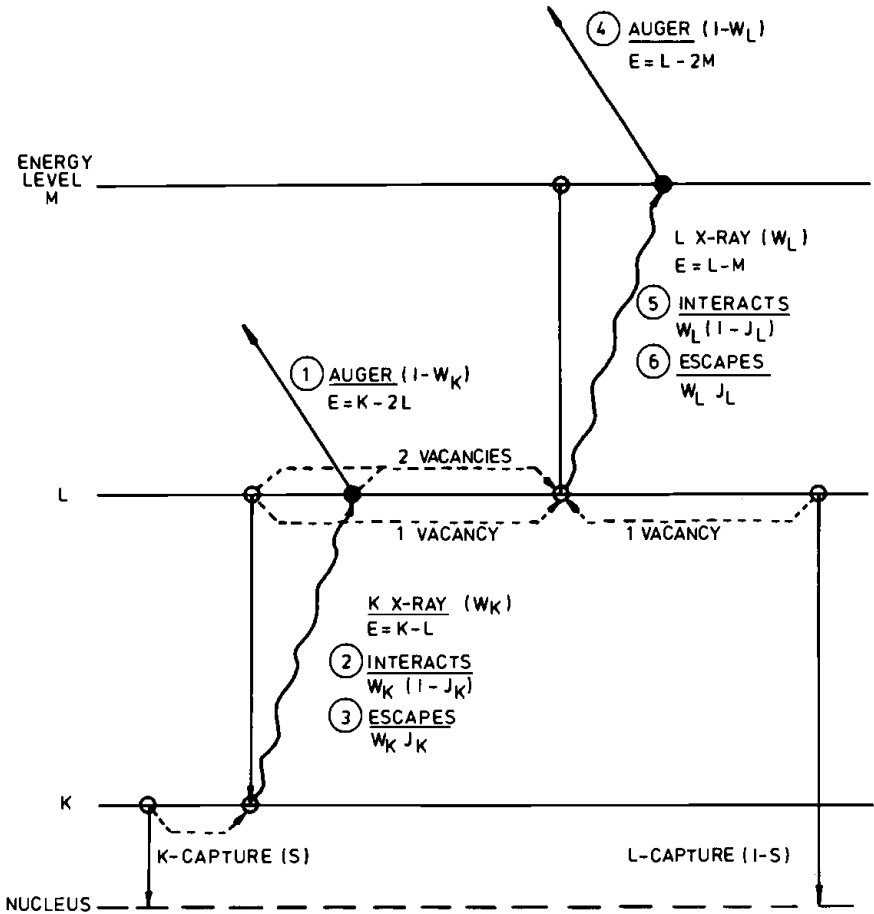 ④ AUGER (1-W_L)
E = L - 2M
ENERGY
LEVEL
M
L X-RAY (W_L)
E = L-M
⑤ INTERACTS
W_L (1-J_L)
⑥ ESCAPES
W_L J_L
① AUGER (1-W_K)
E = K - 2L
2 VACANCIES
L
1 VACANCY
1 VACANCY
K X-RAY (W_K)
E = K-L
② INTERACTS
W_K (1-J_K)
③ ESCAPES
W_K J_K
K
K-CAPTURE (S)
L-CAPTURE (1-S)
NUCLEUS